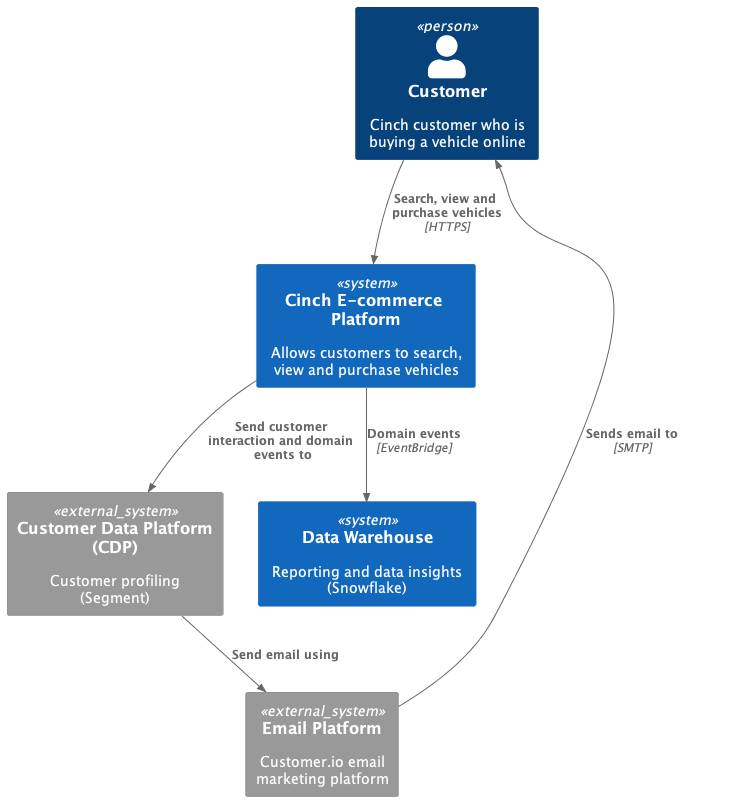 «person»
Customer
Cinch customer who is
buying a vehicle online
Search, view and
purchase vehicles
[HTTPS]
«system»
Cinch E-commerce
Platform
Allows customers to search,
view and purchase vehicles
Send customer
interaction and domain
events to
Domain events
[EventBridge]
Sends email to
[SMTP]
«external_system»
Customer Data Platform
(CDP)
Customer profiling
(Segment)
«system»
Data Warehouse
Reporting and data insights
(Snowflake)
Send email using
«external_system»
Email Platform
Customer.io email
marketing platform